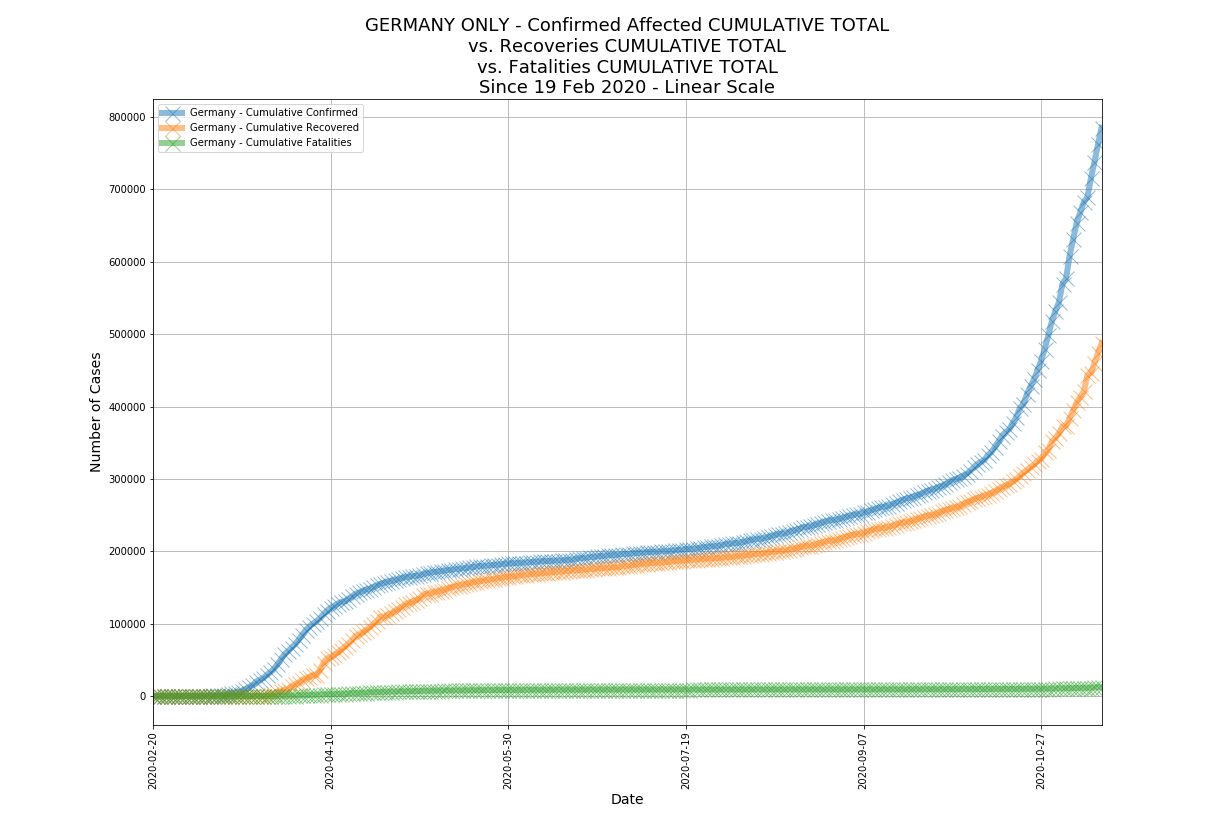 GERMANY ONLY - Confirmed Affected CUMULATIVE TOTAL
vs. Recoveries CUMULATIVE TOTAL
vs. Fatalities CUMULATIVE TOTAL
Since 19 Feb 2020 - Linear Scale
Germany - Cumulative Confirmed
Germany - Cumulative Recovered
Germany - Cumulative Fatalities
Number of Cases
800000
700000
600000
500000
400000
300000
200000
100000
0
2020-02-20
2020-04-10
2020-05-30
2020-07-19
2020-09-07
2020-10-27
Date